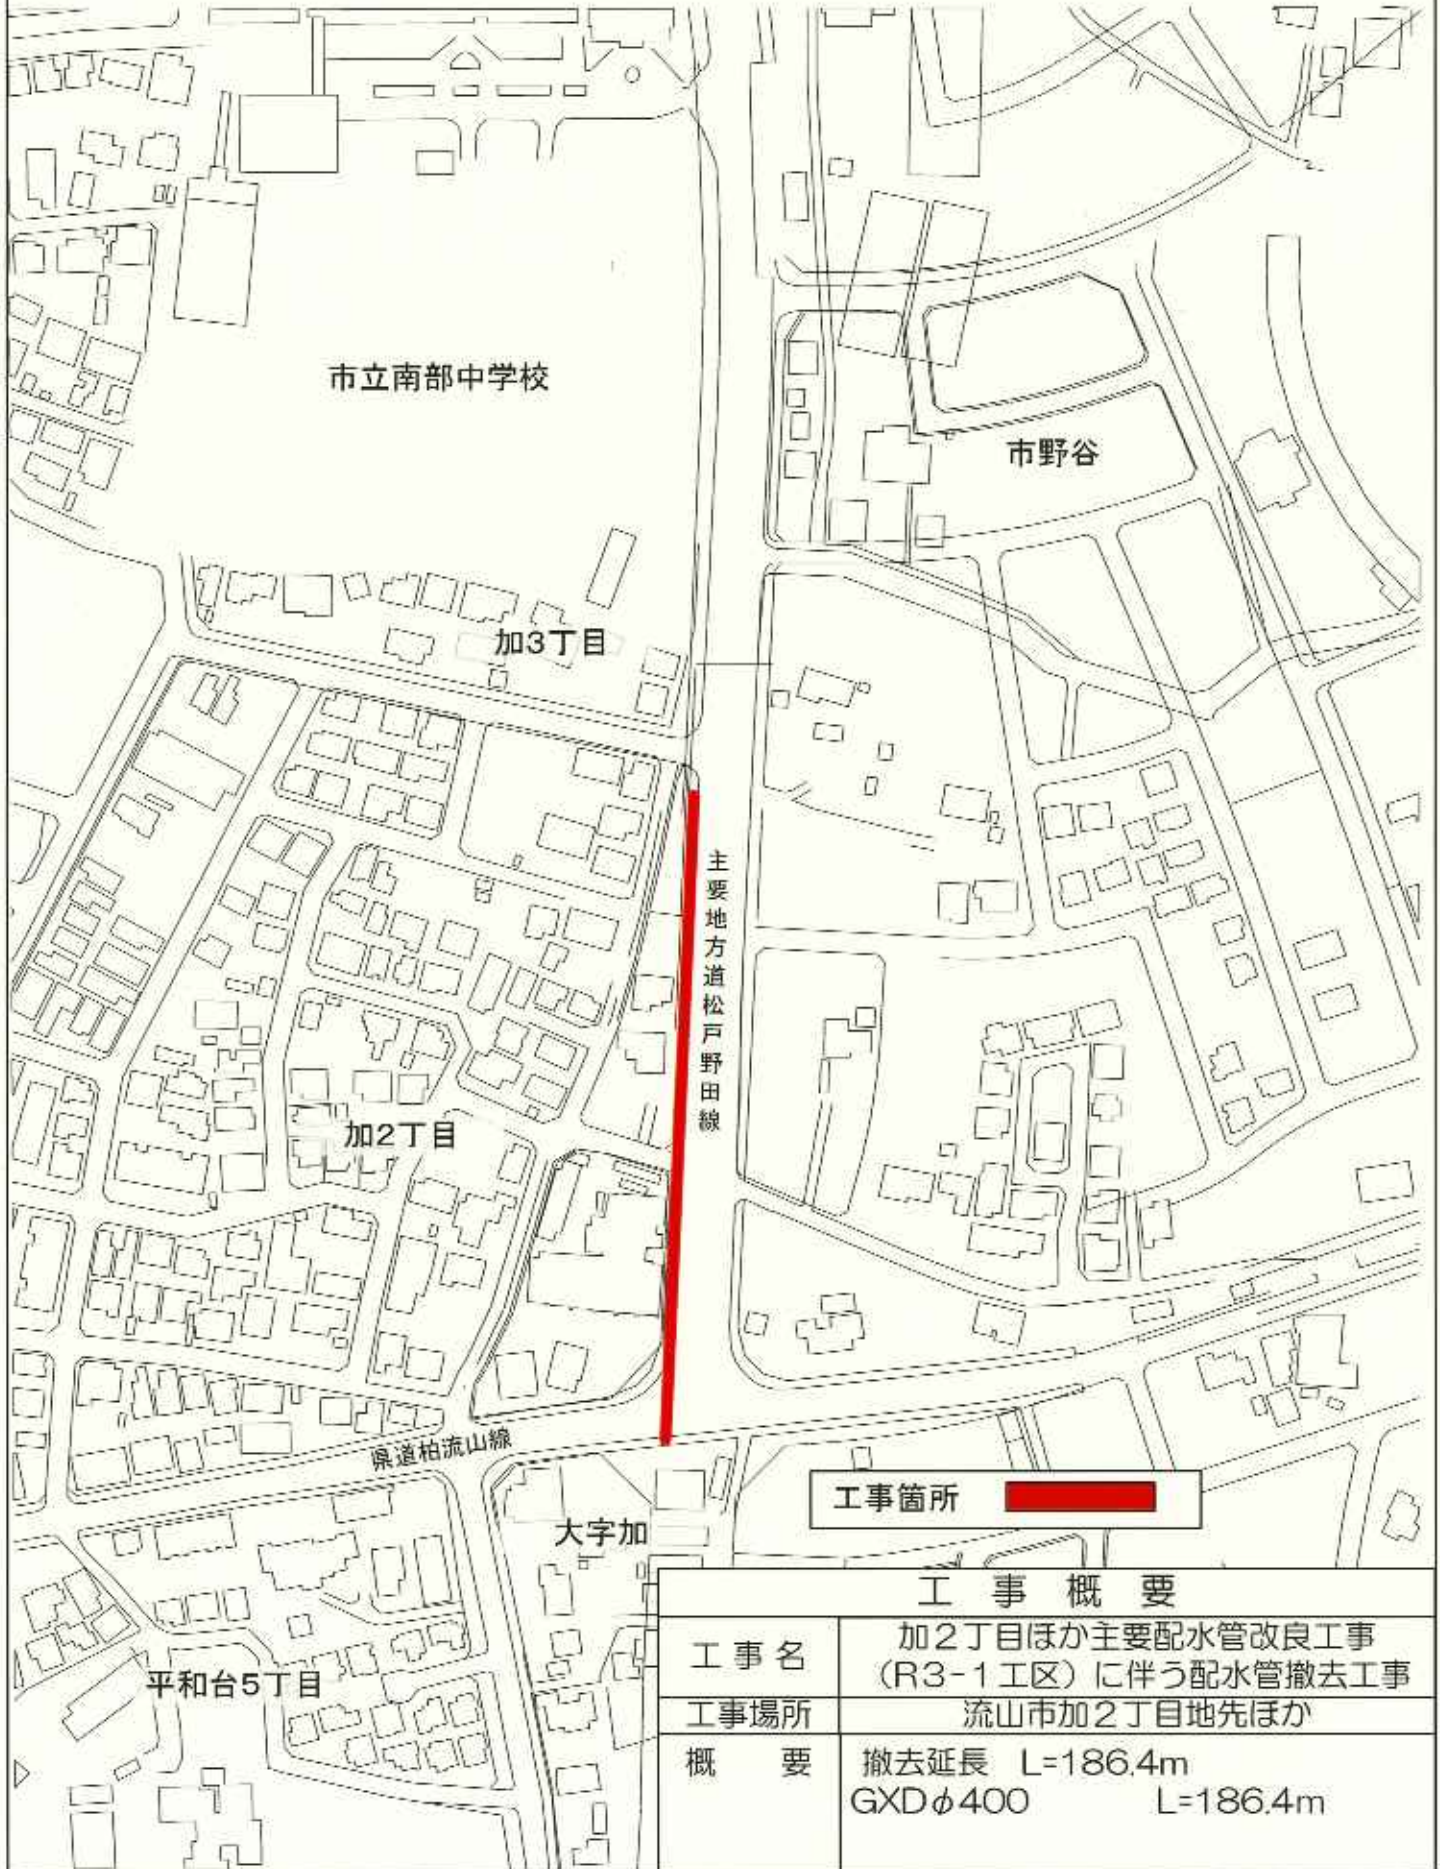 市立南部中学校
市野谷
加3丁目
主要地方道松戸野田線
加2丁目
県道柏流山線
工事箇所
大字加
平和台5丁目
工事概要
工事名
加2丁目ほか主要配水管改良工事
(R3-1工区)に伴う配水管撤去工事
工事場所
流山市加2丁目地先ほか
概要
撤去延長 L=186.4m
GXDφ400 L=186.4m